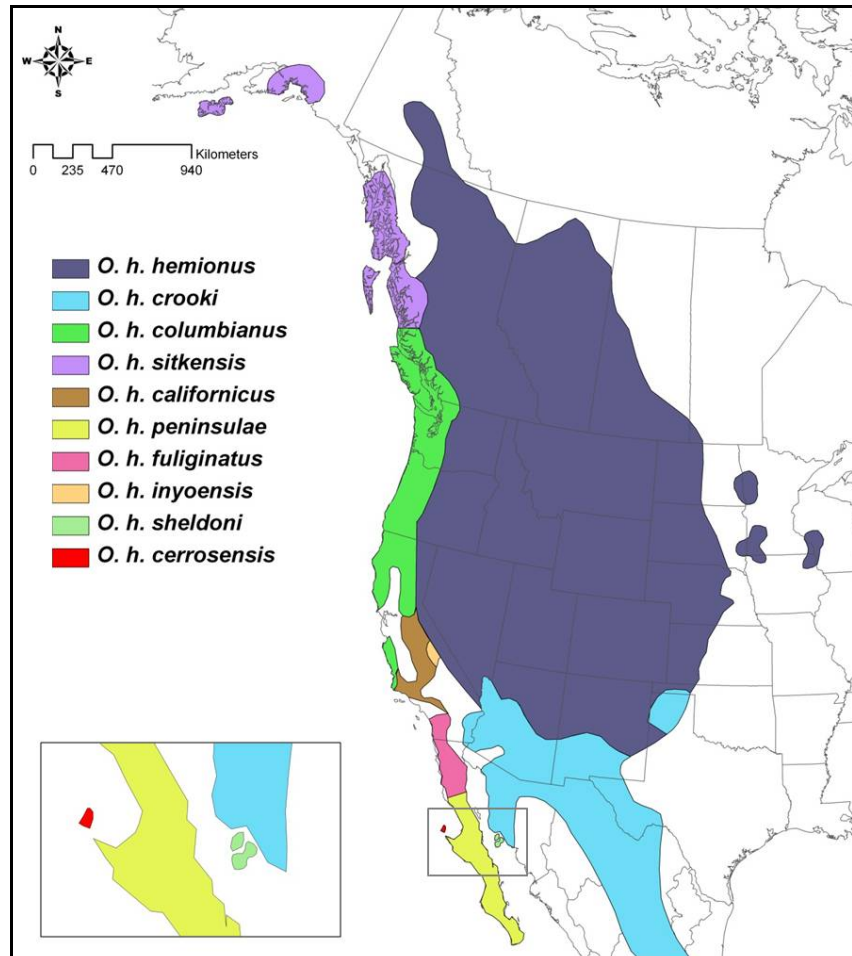 N
W E
S
Kilometers
0 235 470 940
O. h. hemionus
O. h. crooki
O. h. columbianus
O. h. sitkensis
O. h. californicus
O. h. peninsulae
O. h. fuliginatus
O. h. inyoensis
O. h. sheldoni
O. h. cerrosensis